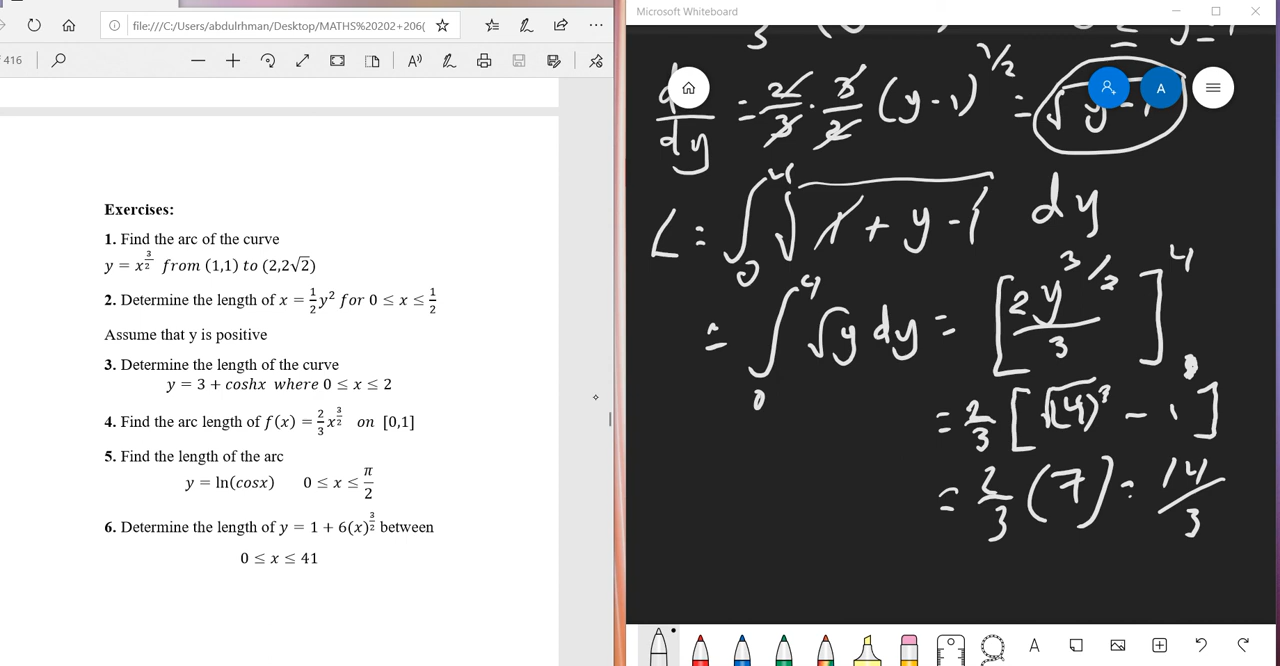 file:///C:/Users/abdulrhman/Desktop/MATHS%20202+206(
416
Exercises:
1. Find the arc of the curve
y = x^(3/2) from (1,1) to (2,2√2)
2. Determine the length of x = 1/2 y² for 0 ≤ x ≤ 1/2
Assume that y is positive
3. Determine the length of the curve
y = 3 + coshx where 0 ≤ x ≤ 2
4. Find the arc length of f(x) = 2/3 x^(3/2) on [0,1]
5. Find the length of the arc
y = ln(cosx) 0 ≤ x ≤ π/2
6. Determine the length of y = 1 + 6(x)^(3/2) between
0 ≤ x ≤ 41
Microsoft Whiteboard
A
d/dy = 2/3 · 3/2 (y - 1)^(1/2) = √y - 1
L = ∫₀⁴ √1 + y - 1 dy
= ∫₀⁴ √y dy = [2y^(3/2)/3]⁴
= 2/3 [√(4)³ - 1]
= 2/3 (7) = 14/3
A